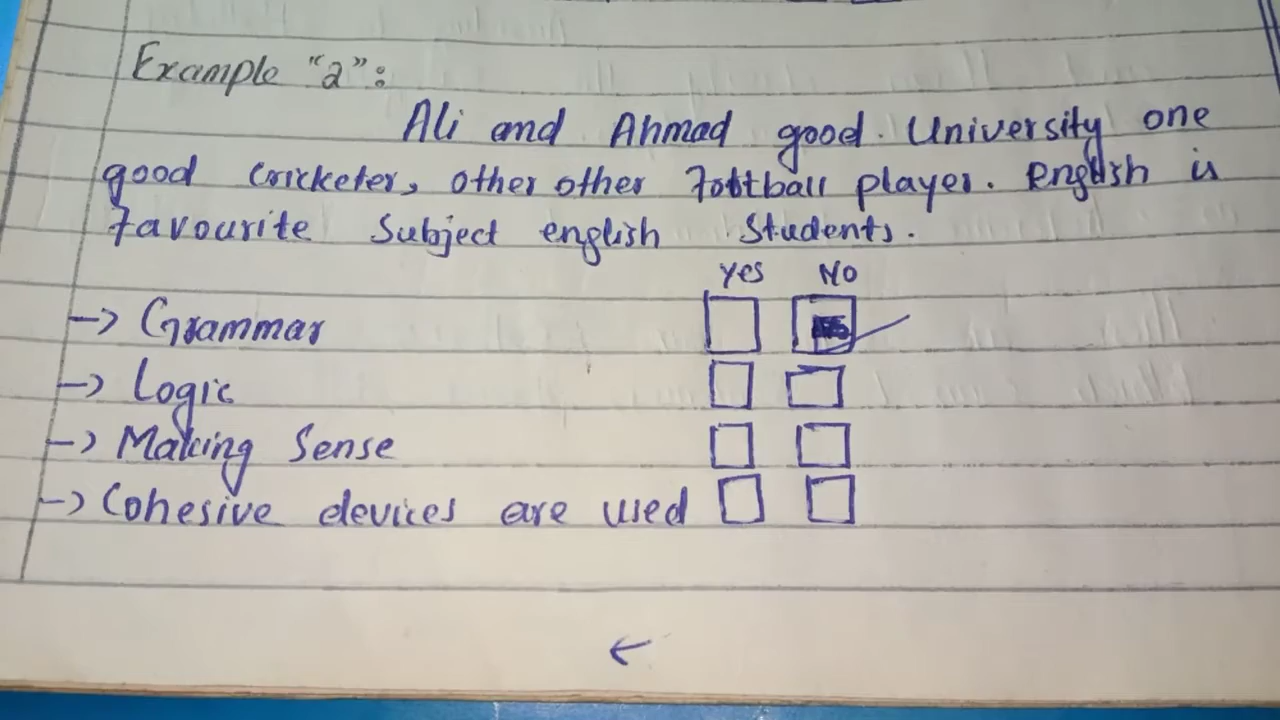 Example "2":
Ali and Ahmad good. University one
good cricketer, other other football player. english is
favourite subject english students.
Yes No
-> Grammar
-> Logic
-> Making Sense
-> Cohesive devices are used
←